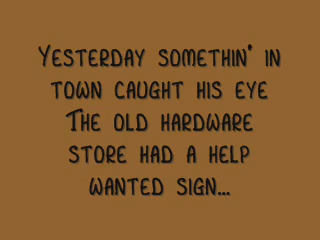 Yesterday somethin' in
town caught his eye
The old hardware
store had a help
wanted sign...